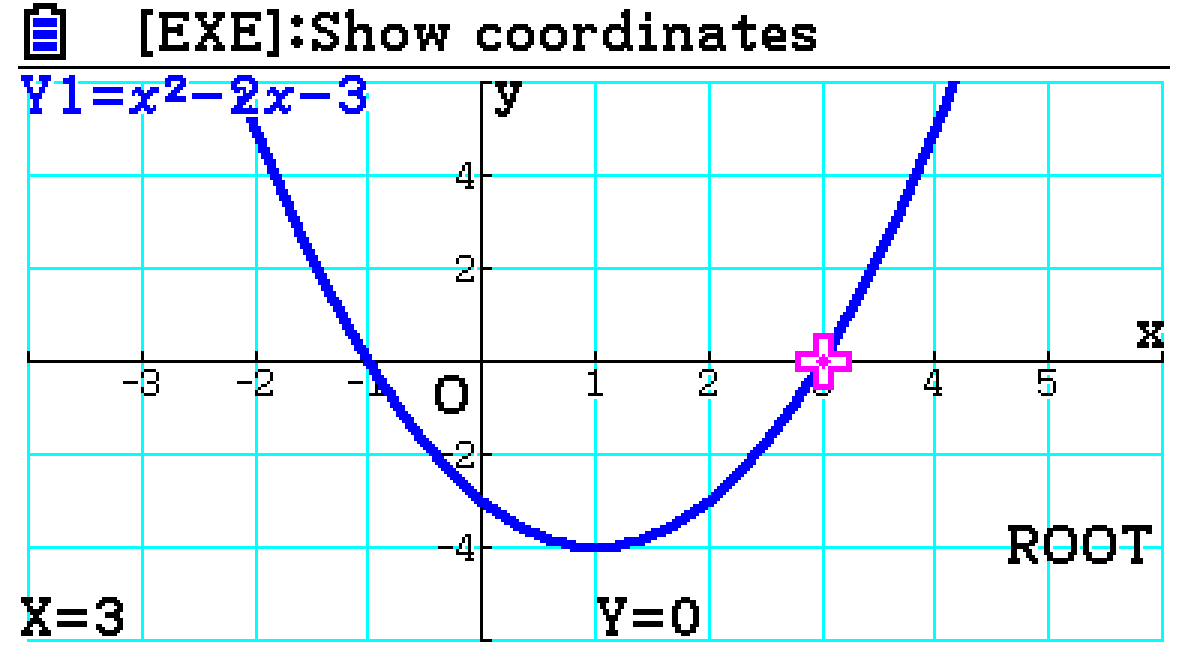 [EXE]:Show coordinates
Y1=x²-2x-3
y
4
2
x
-3 -2 -1 O 1 2 3 4 5
-2
-4
ROOT
X=3 Y=0